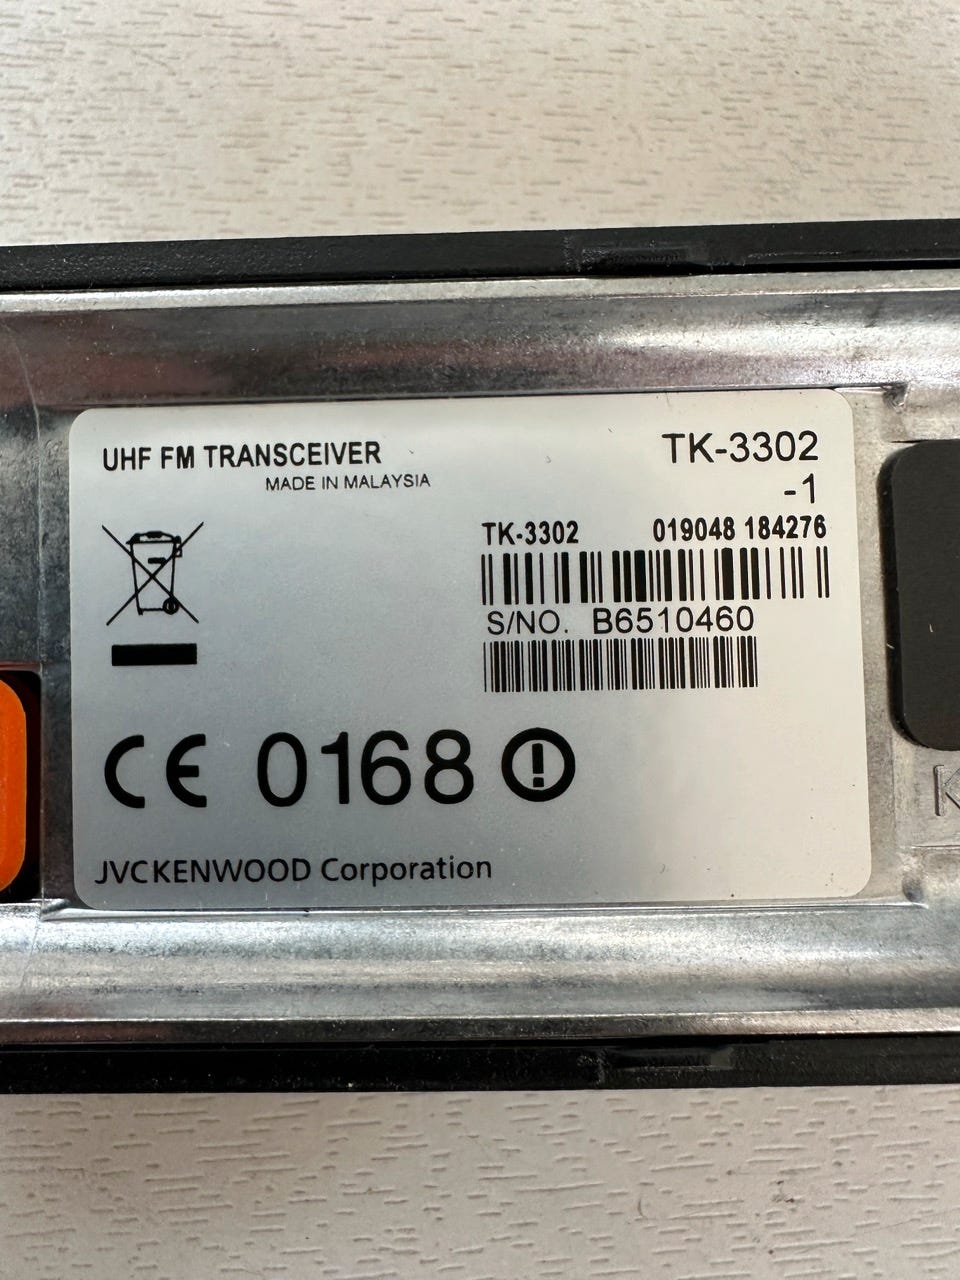 UHF FM TRANSCEIVER
MADE IN MALAYSIA
TK-3302
-1
TK-3302 019048 184276
S/NO. B6510460
CE 0168
JVCKENWOOD Corporation
K